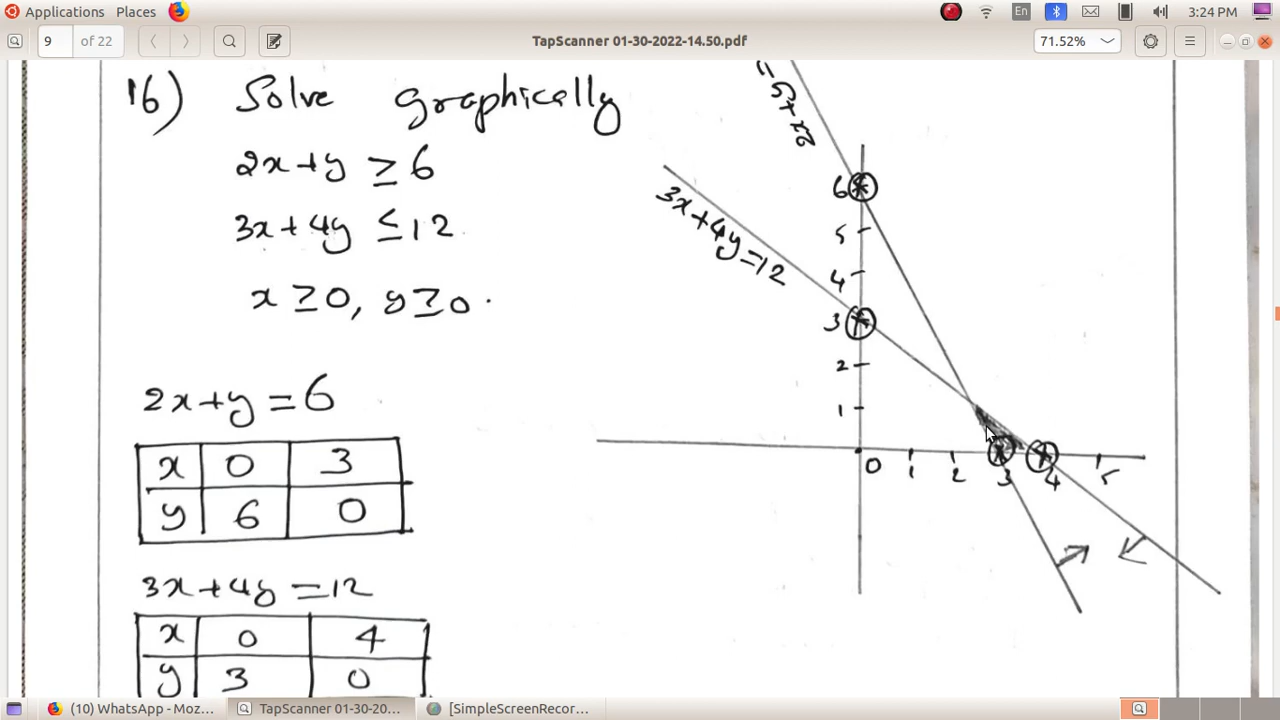 Applications Places En 3:24 PM
9 of 22 TapScanner 01-30-2022-14.50.pdf 71.52%
16) Solve graphically
2x+y ≥ 6
3x+4y ≤ 12
x ≥ 0, y ≥ 0.
2x+y = 6
x 0 3
y 6 0
3x+4y = 12
x 0 4
y 3 0
3x+4y=12
6
5
4
3
2
1
0 1 2 3 4 5
(10) WhatsApp - Moz... TapScanner 01-30-20... [SimpleScreenRecor...